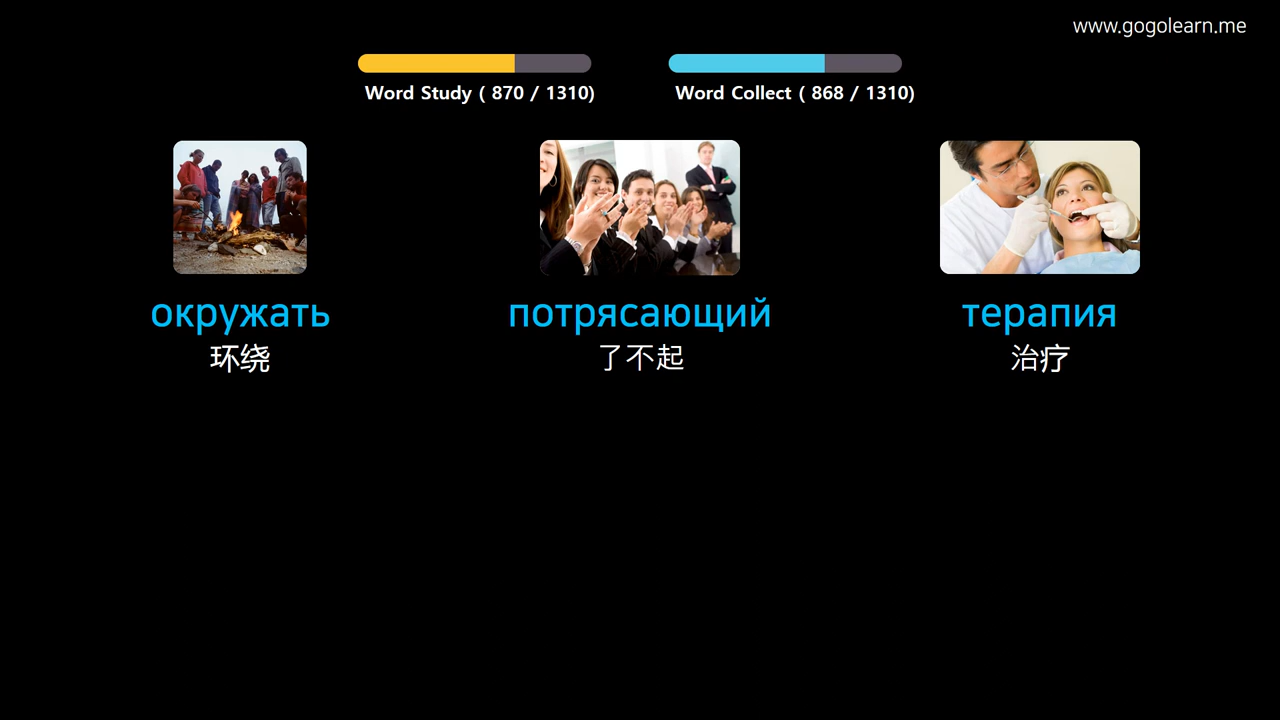 www.gogolearn.me
Word Study ( 870 / 1310)
Word Collect ( 868 / 1310)
окружать
环绕
потрясающий
了不起
терапия
治疗